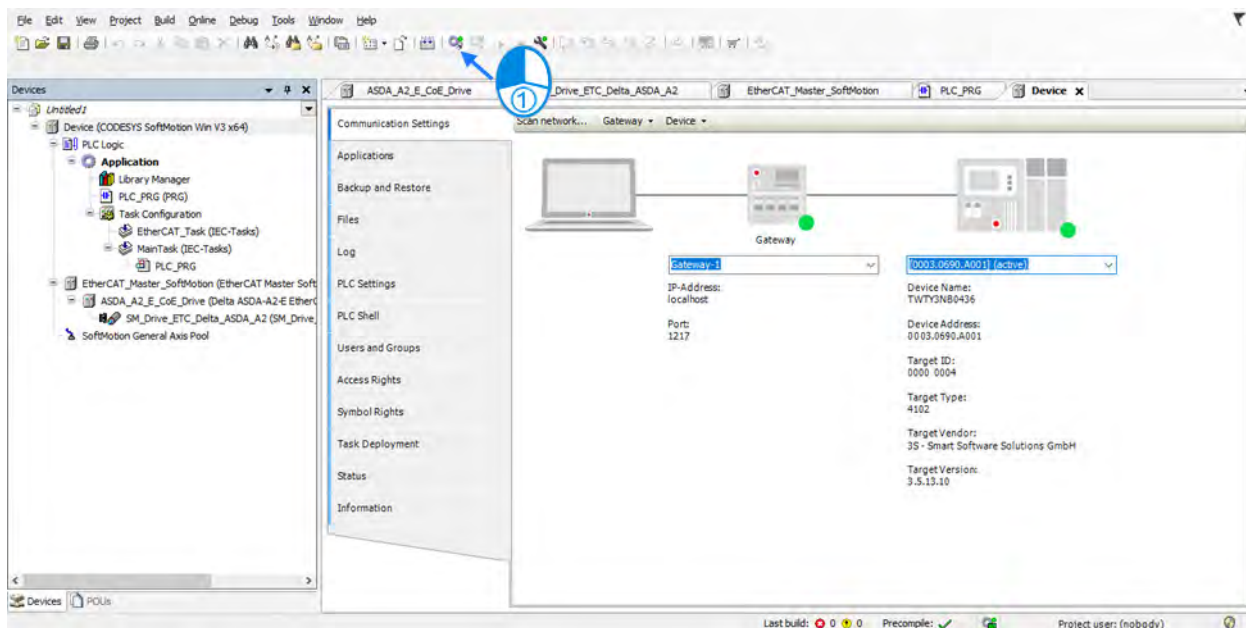 File Edit View Project Build Online Debug Tools Window Help
①
Devices
ASDA_A2_E_CoE_Drive
_Drive_ETC_Delta_ASDA_A2
EtherCAT_Master_SoftMotion
PLC_PRG
Device
Untitled1
Device (CODESYS SoftMotion Win V3 x64)
PLC Logic
Application
Library Manager
PLC_PRG (PRG)
Task Configuration
EtherCAT_Task (IEC-Tasks)
MainTask (IEC-Tasks)
PLC_PRG
EtherCAT_Master_SoftMotion (EtherCAT Master Soft
ASDA_A2_E_CoE_Drive (Delta ASDA-A2-E Ether
SM_Drive_ETC_Delta_ASDA_A2 (SM_Drive_
SoftMotion General Axis Pool
Devices POUs
Communication Settings
Applications
Backup and Restore
Files
Log
PLC Settings
PLC Shell
Users and Groups
Access Rights
Symbol Rights
Task Deployment
Status
Information
Scan network... Gateway Device
Gateway
Gateway-1
IP-Address:
localhost
Port:
1217
[0003.0690.A001] (active)
Device Name:
TWTY3NB0436
Device Address:
0003.0690.A001
Target ID:
0000 0004
Target Type:
4102
Target Vendor:
3S - Smart Software Solutions GmbH
Target Version:
3.5.13.10
Last build: 0 0 Precompile: Project user: (nobody)